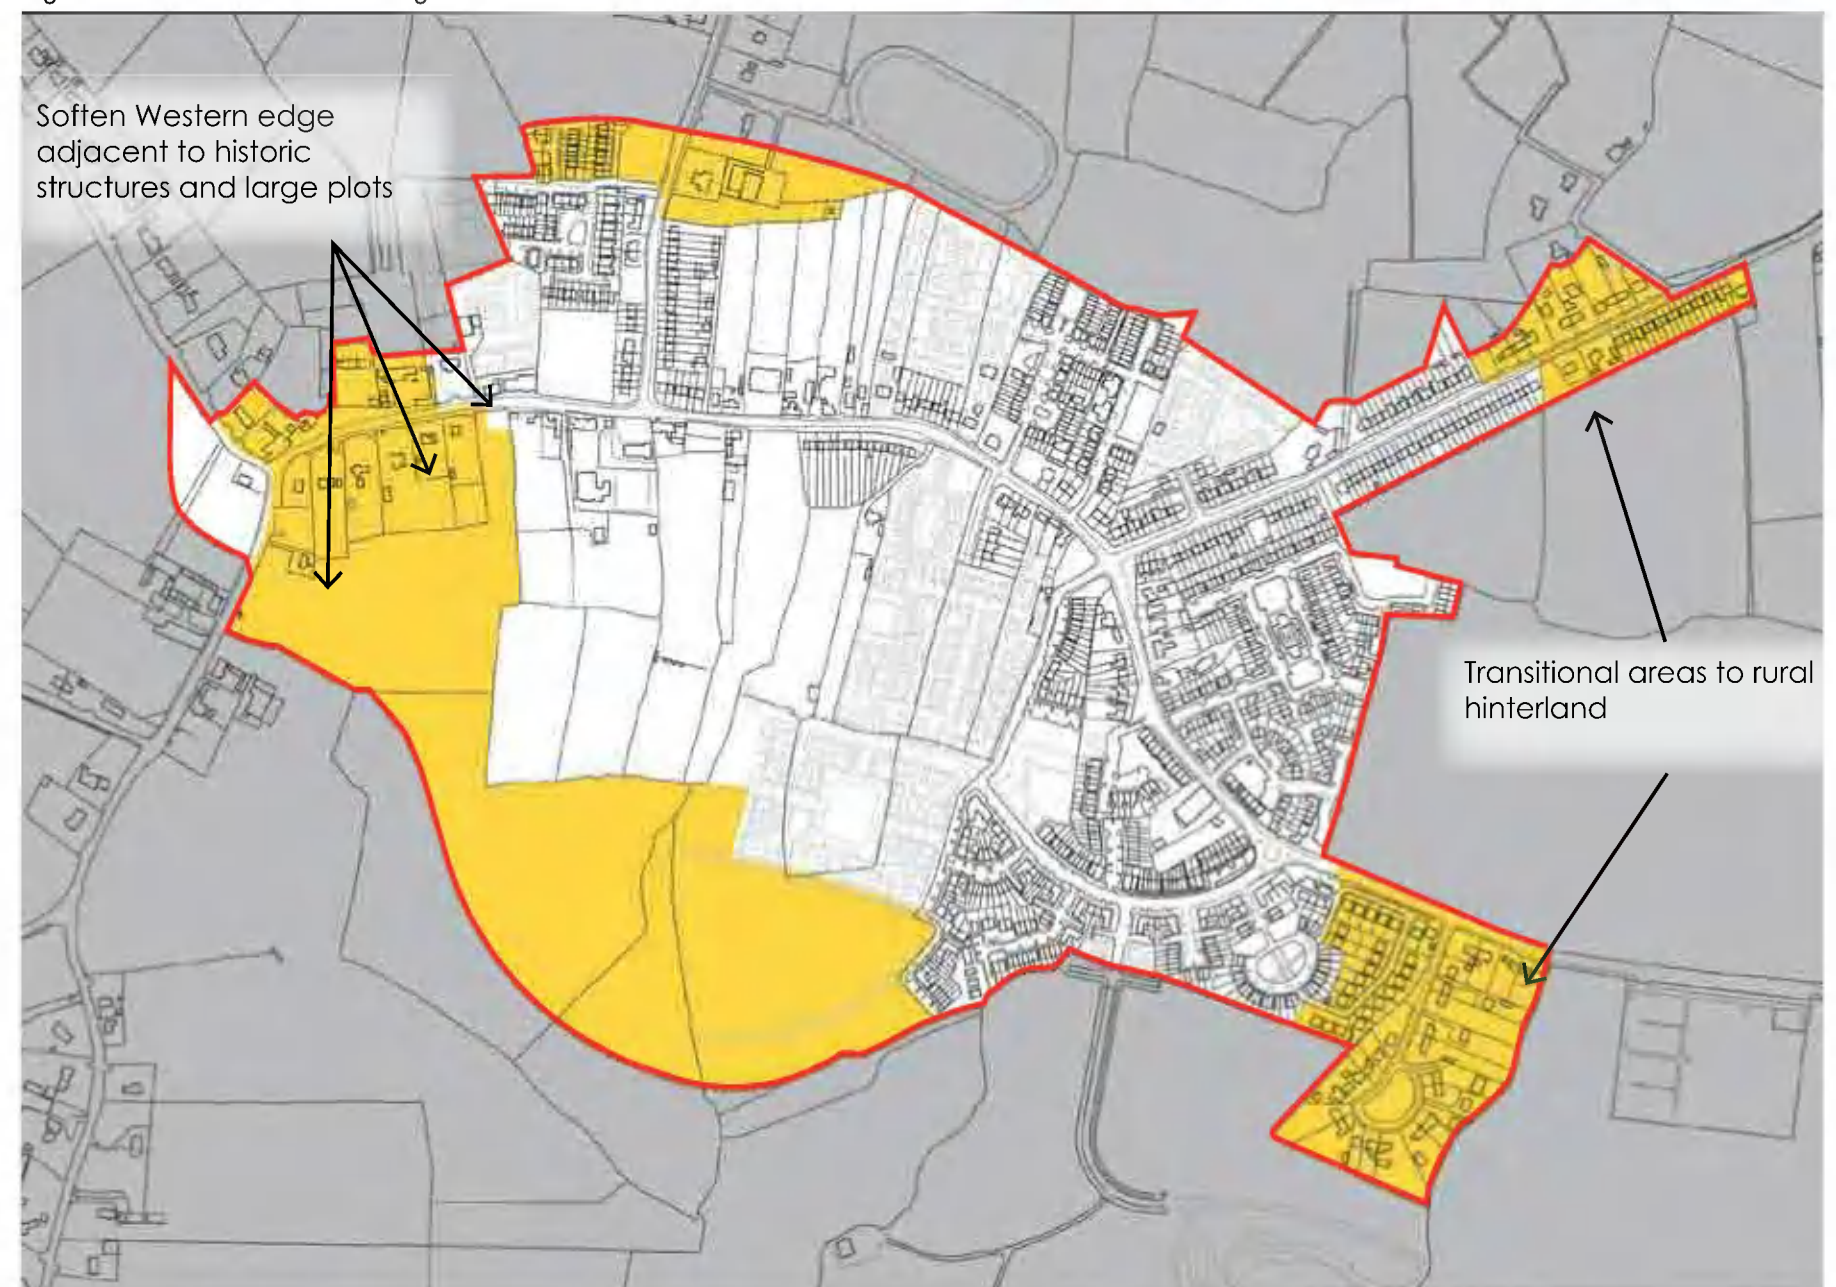 Soften Western edge
adjacent to historic
structures and large plots
Transitional areas to rural
hinterland